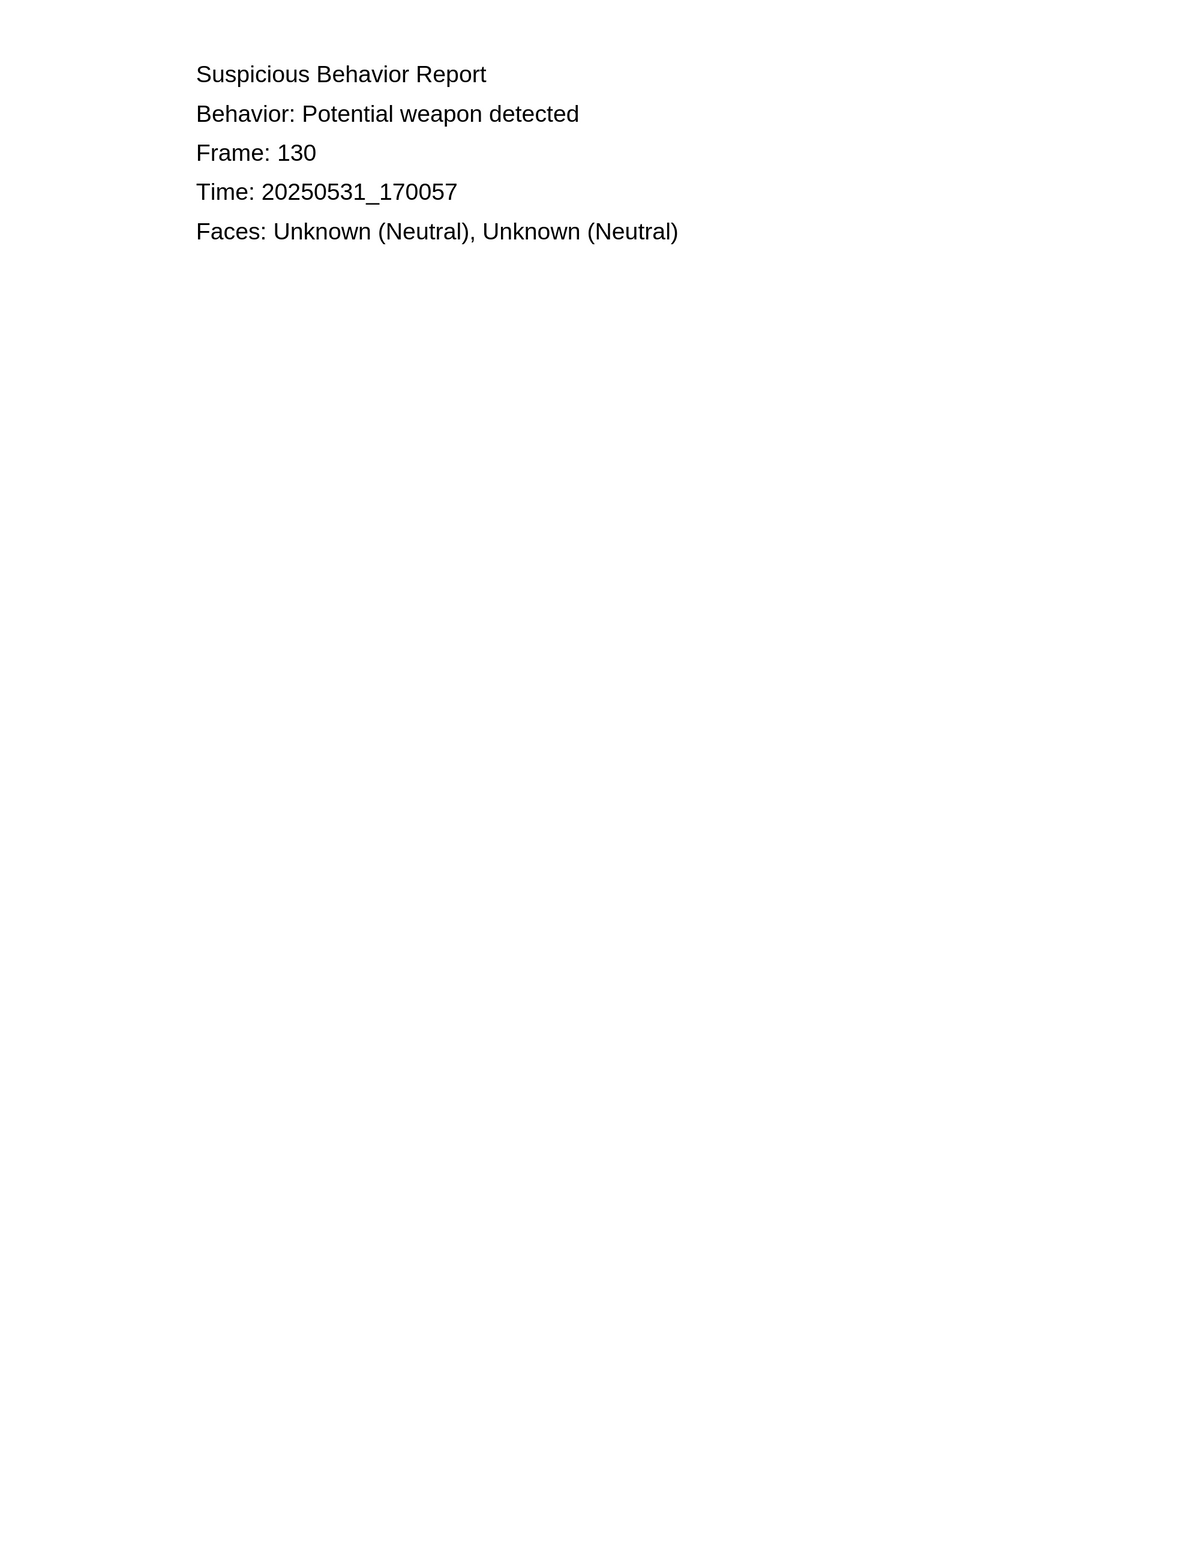 Suspicious Behavior Report
Behavior: Potential weapon detected
Frame: 130
Time: 20250531_170057
Faces: Unknown (Neutral), Unknown (Neutral)